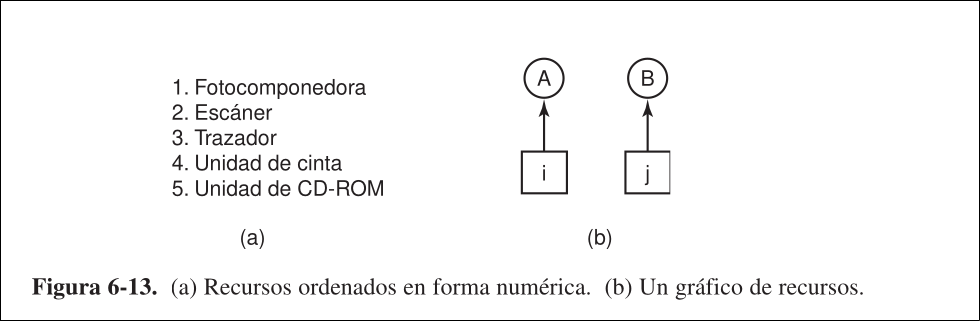 1. Fotocomponedora
2. Escáner
3. Trazador
4. Unidad de cinta
5. Unidad de CD-ROM
(a)
A B
i j
(b)
Figura 6-13. (a) Recursos ordenados en forma numérica. (b) Un gráfico de recursos.